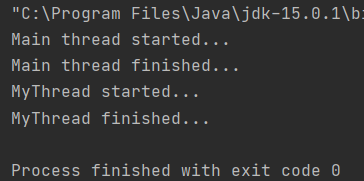 "C:\Program Files\Java\jdk-15.0.1\b
Main thread started...
Main thread finished...
MyThread started...
MyThread finished...
Process finished with exit code 0